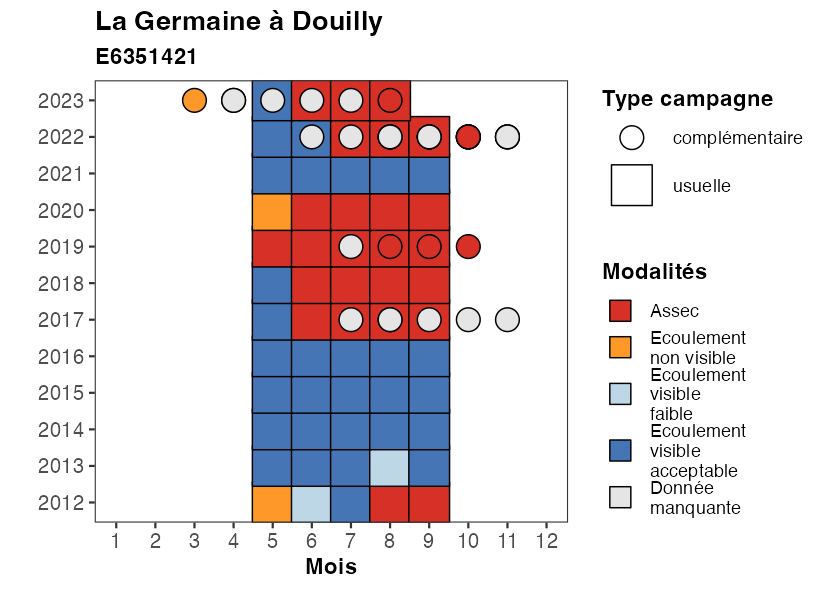 La Germaine à Douilly
E6351421
2023
2022
2021
2020
2019
2018
2017
2016
2015
2014
2013
2012
1 2 3 4 5 6 7 8 9 10 11 12
Mois
Type campagne
complémentaire
usuelle
Modalités
Assec
Ecoulement
non visible
Ecoulement
visible
faible
Ecoulement
visible
acceptable
Donnée
manquante